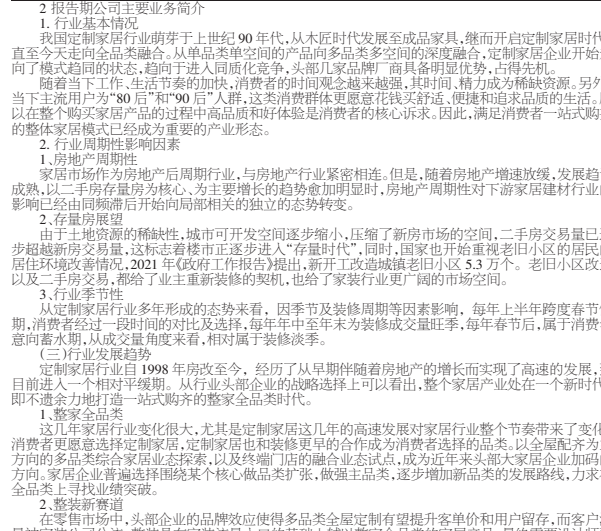 2 报告期公司主要业务简介
1. 行业基本情况
我国定制家居行业萌芽于上世纪90年代,从木匠时代发展至成品家具,继而开启定制家居时代
直至今天走向全品类融合。从单品类单空间的产品向多品类多空间的深度融合,定制家居企业开始
向了模式趋同的状态,趋向于进入同质化竞争,头部几家品牌厂商具备明显优势,占得先机。
随着当下工作、生活节奏的加快,消费者的时间观念越来越强,其时间、精力成为稀缺资源。另外
当下主流用户为“80后”和“90后”人群,这类消费群体更愿意花钱买舒适、便捷和追求品质的生活。
以在整个购买家居产品的过程中高品质和好体验是消费者的核心诉求。因此,满足消费者一站式购
的整体家居模式已经成为重要的产业形态。
2. 行业周期性影响因素
1、房地产周期性
家居市场作为房地产后周期行业,与房地产行业紧密相连。但是,随着房地产增速放缓,发展趋
成熟,以二手房存量房为核心、为主要增长的趋势愈加明显时,房地产周期性对下游家居建材行业
影响已经由同频滞后开始向局部相关的独立的态势转变。
2、存量房展望
由于土地资源的稀缺性,城市可开发空间逐步缩小,压缩了新房市场的空间,二手房交易量已
步超越新房交易量,这标志着楼市正逐步进入“存量时代”,同时,国家也开始重视老旧小区的居民
居住环境改善情况,2021年《政府工作报告》提出,新开工改造城镇老旧小区5.3万个。老旧小区改
以及二手房交易,都给了业主重新装修的契机,也给了家装行业更广阔的市场空间。
3、行业季节性
从定制家居行业多年形成的态势来看,因季节及装修周期等因素影响,每年上半年跨度春节
期,消费者经过一段时间的对比及选择,每年年中至年末为装修成交量旺季,每年春节后,属于消费
意向蓄水期,从成交量角度来看,相对属于装修淡季。
(三)行业发展趋势
定制家居行业自1998年房改至今,经历了从早期伴随着房地产的增长而实现了高速的发展,
目前进入一个相对平缓期。从行业头部企业的战略选择上可以看出,整个家居产业处在一个新时代
即不遗余力地打造一站式购齐的整家全品类时代。
1、整家全品类
这几年家居行业变化很大,尤其是定制家居这几年的高速发展对家居行业整个节奏带来了变化
消费者更愿意选择定制家居,定制家居也和装修更早的合作成为消费者选择的品类。以全屋配齐为
方向的多品类综合家居业态探索,以及终端门店的融合业态试点,成为近年来头部大家居企业加码
方向。家居企业普遍选择围绕某个核心做品类扩张,做强主品类,逐步增加新品类的发展路线,力求
全品类上寻找业绩突破。
2、整装新赛道
在零售市场中,头部企业的品牌效应使得多品类全屋定制有望提升客单价和用户留存,而客户